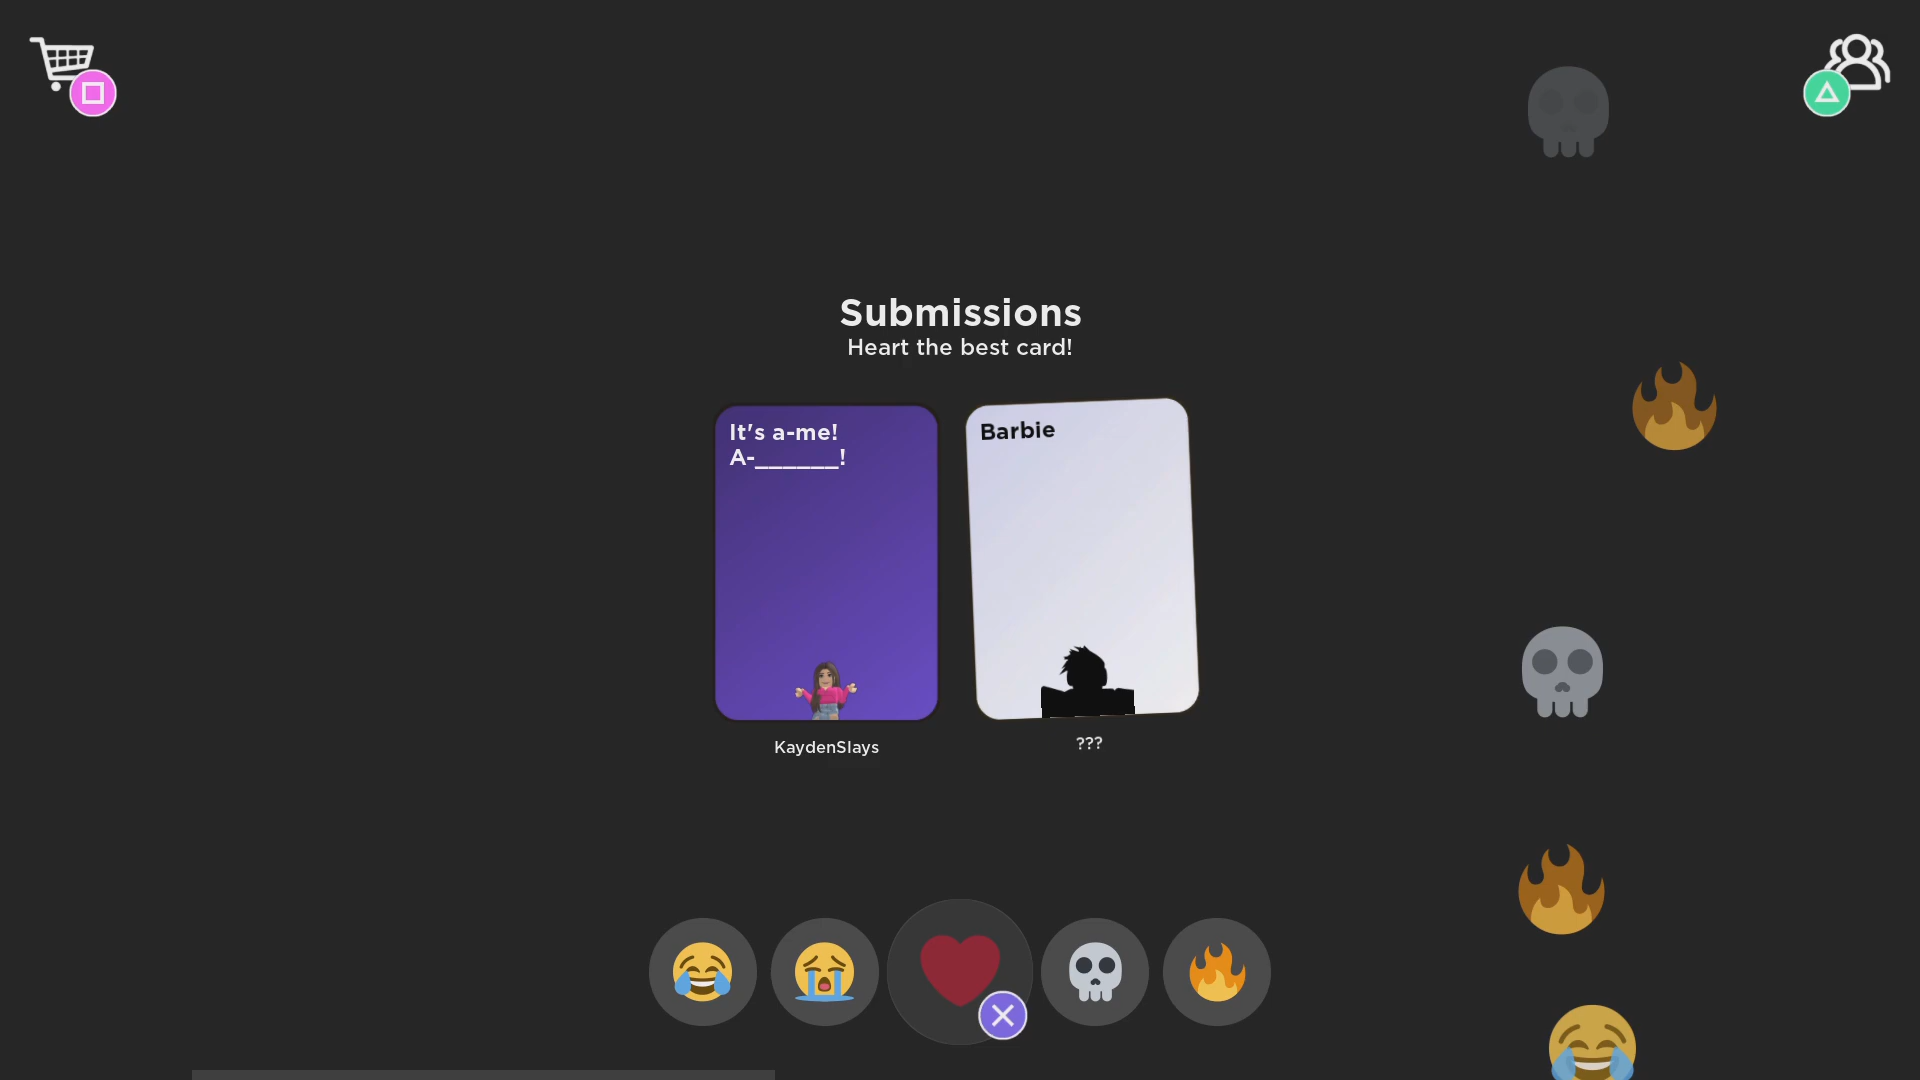 Submissions
Heart the best card!
It's a-me!
A-______!
Barbie
KaydenSlays
???